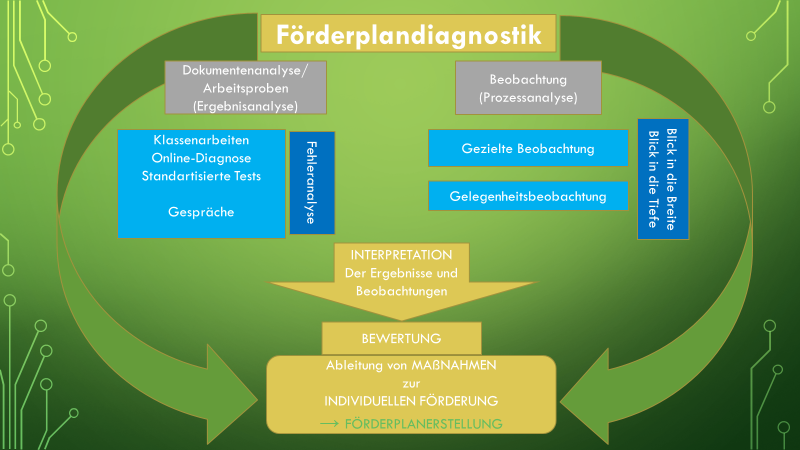 Förderplandiagnostik
Dokumentenanalyse/
Arbeitsproben
(Ergebnisanalyse)
Klassenarbeiten
Online-Diagnose
Standartisierte Tests
Gespräche
Fehleranalyse
Beobachtung
(Prozessanalyse)
Gezielte Beobachtung
Gelegenheitsbeobachtung
Blick in die Breite
Blick in die Tiefe
INTERPRETATION
Der Ergebnisse und
Beobachtungen
BEWERTUNG
Ableitung von MAßNAHMEN
zur
INDIVIDUELLEN FÖRDERUNG
→ FÖRDERPLANERSTELLUNG